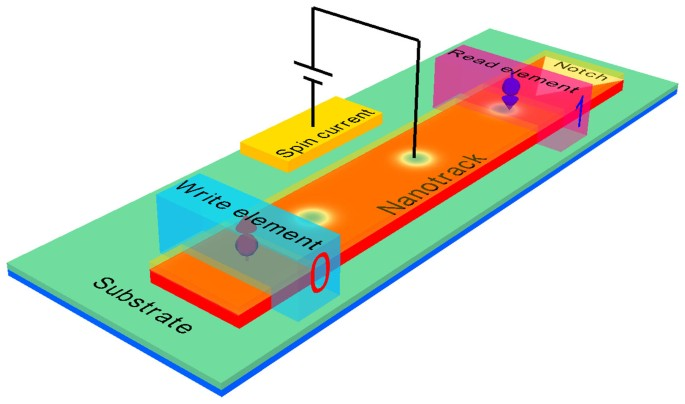 Read element
Notch
1
Spin current
Nanotrack
Write element
0
Substrate